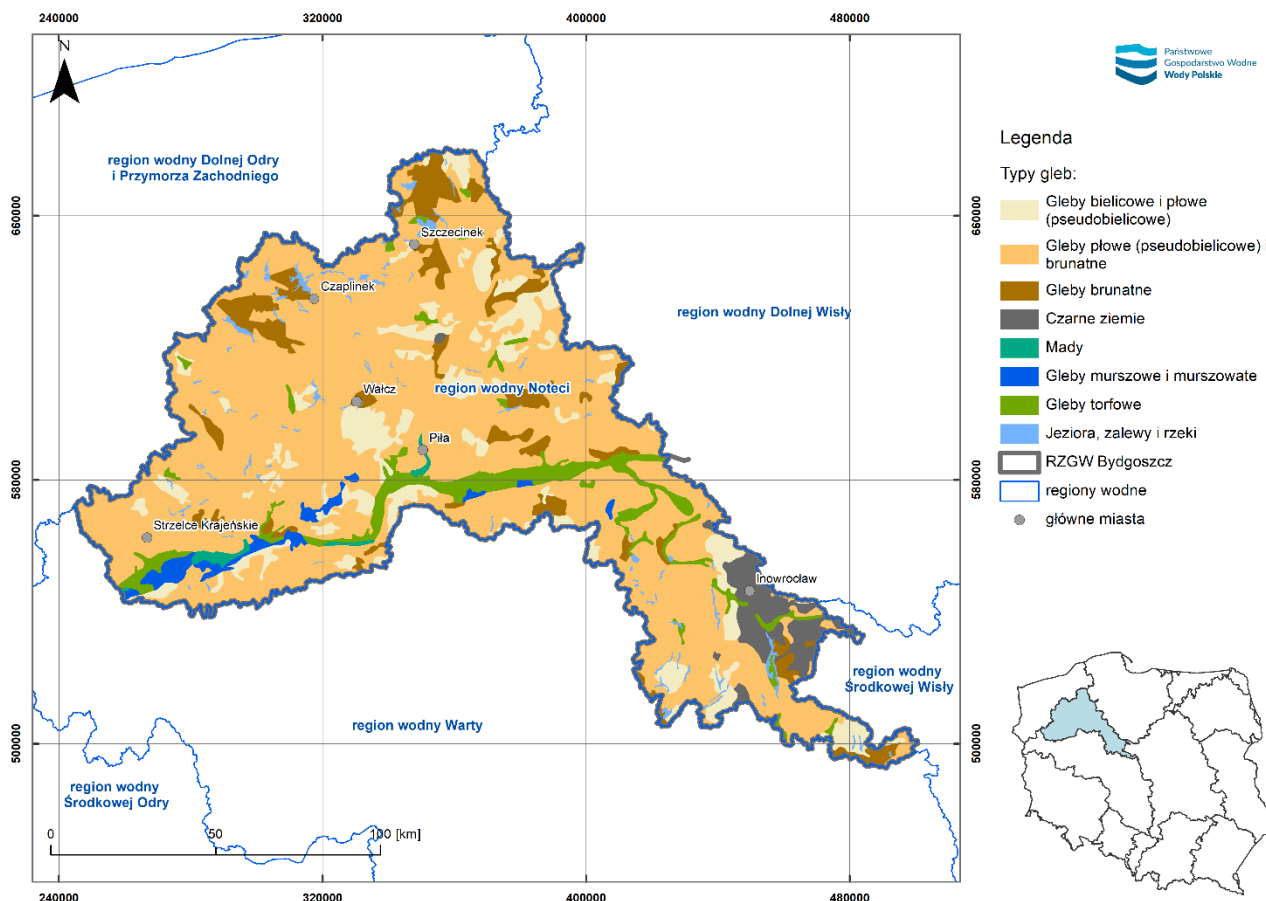 240000
320000
400000
480000
N
Państwowe
Gospodarstwo Wodne
Wody Polskie
Legenda
Typy gleb:
Gleby bielicowe i płowe
(pseudobielicowe)
Gleby płowe (pseudobielicowe) i
brunatne
Gleby brunatne
Czarne ziemie
Mady
Gleby murszowe i murszowate
Gleby torfowe
Jeziora, zalewy i rzeki
RZGW Bydgoszcz
regiony wodne
główne miasta
region wodny Dolnej Odry
i Przymorza Zachodniego
660000
660000
Szczecinek
Czaplinek
region wodny Dolnej Wisły
Wałcz
region wodny Noteci
Piła
580000
580000
Strzelce Krajeńskie
Inowrocław
region wodny
Środkowej Wisły
region wodny Warty
500000
500000
region wodny
Środkowej Odry
0
50
100 [km]
240000
320000
400000
480000